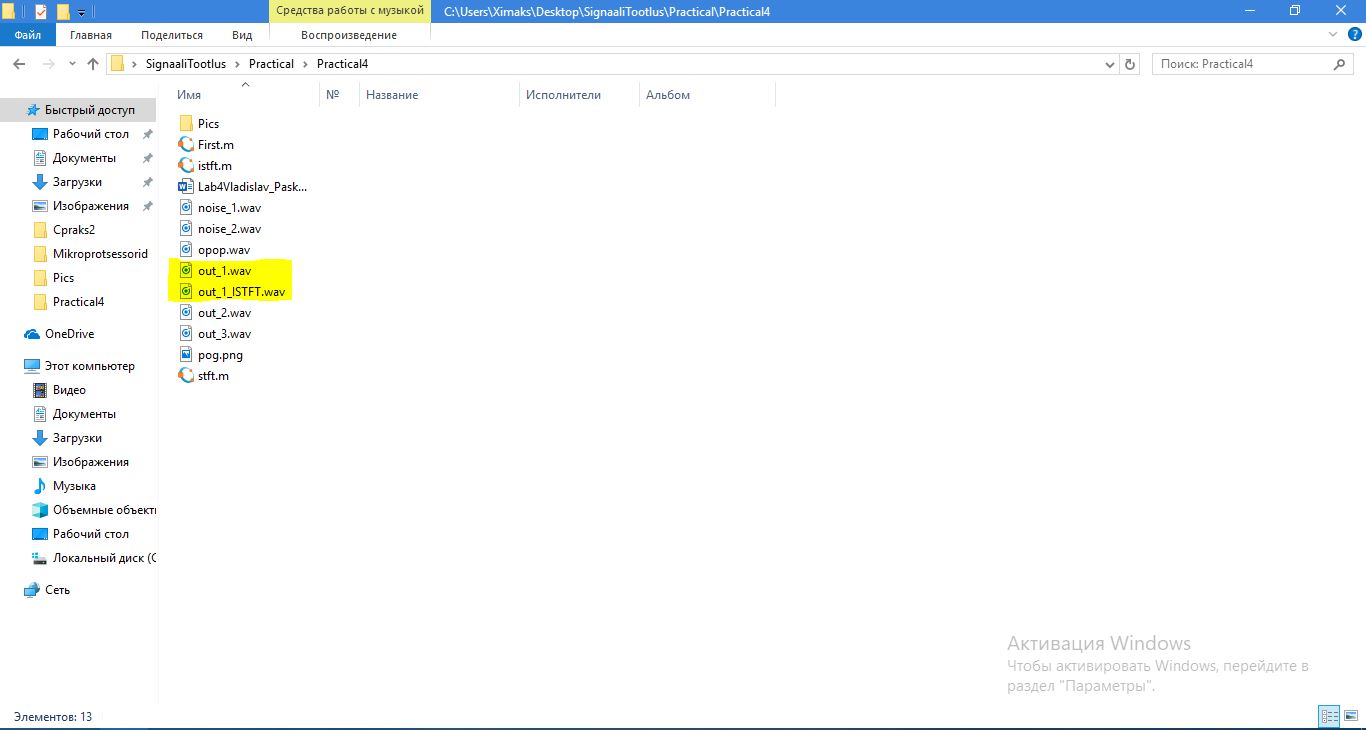 Средства работы с музыкой
C:\Users\Ximaks\Desktop\SignaaliTootlus\Practical\Practical4
Файл Главная Поделиться Вид Воспроизведение
SignaaliTootlus Practical Practical4 Поиск: Practical4
Имя № Название Исполнители Альбом
Быстрый доступ
Рабочий стол
Документы
Загрузки
Изображения
Cpraks2
Mikroprotsessorid
Pics
Practical4
OneDrive
Этот компьютер
Видео
Документы
Загрузки
Изображения
Музыка
Объемные объекты
Рабочий стол
Локальный диск (C
Сеть
Pics
First.m
istft.m
Lab4Vladislav_Pask...
noise_1.wav
noise_2.wav
opop.wav
out_1.wav
out_1_ISTFT.wav
out_2.wav
out_3.wav
pog.png
stft.m
Активация Windows
Чтобы активировать Windows, перейдите в
раздел "Параметры".
Элементов: 13